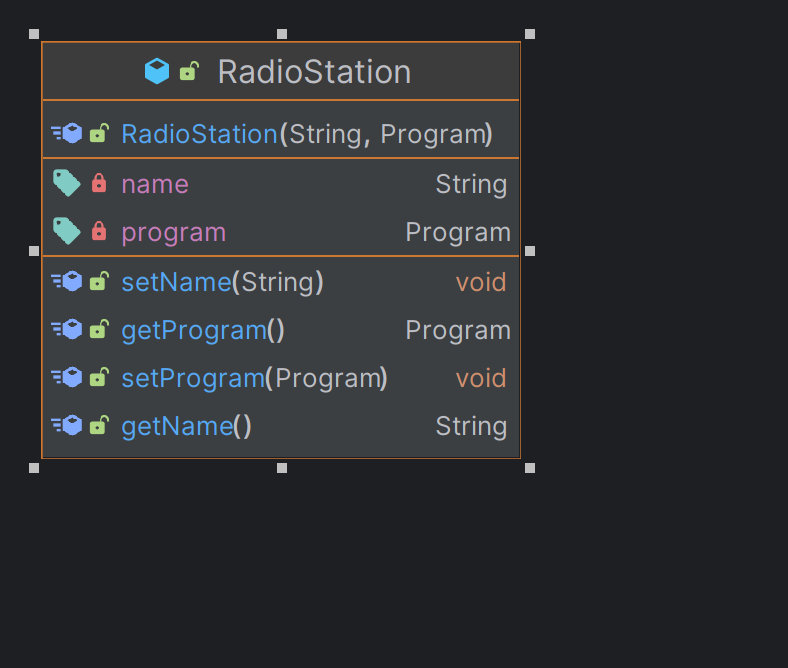 RadioStation
RadioStation(String, Program)
name String
program Program
setName(String) void
getProgram() Program
setProgram(Program) void
getName() String